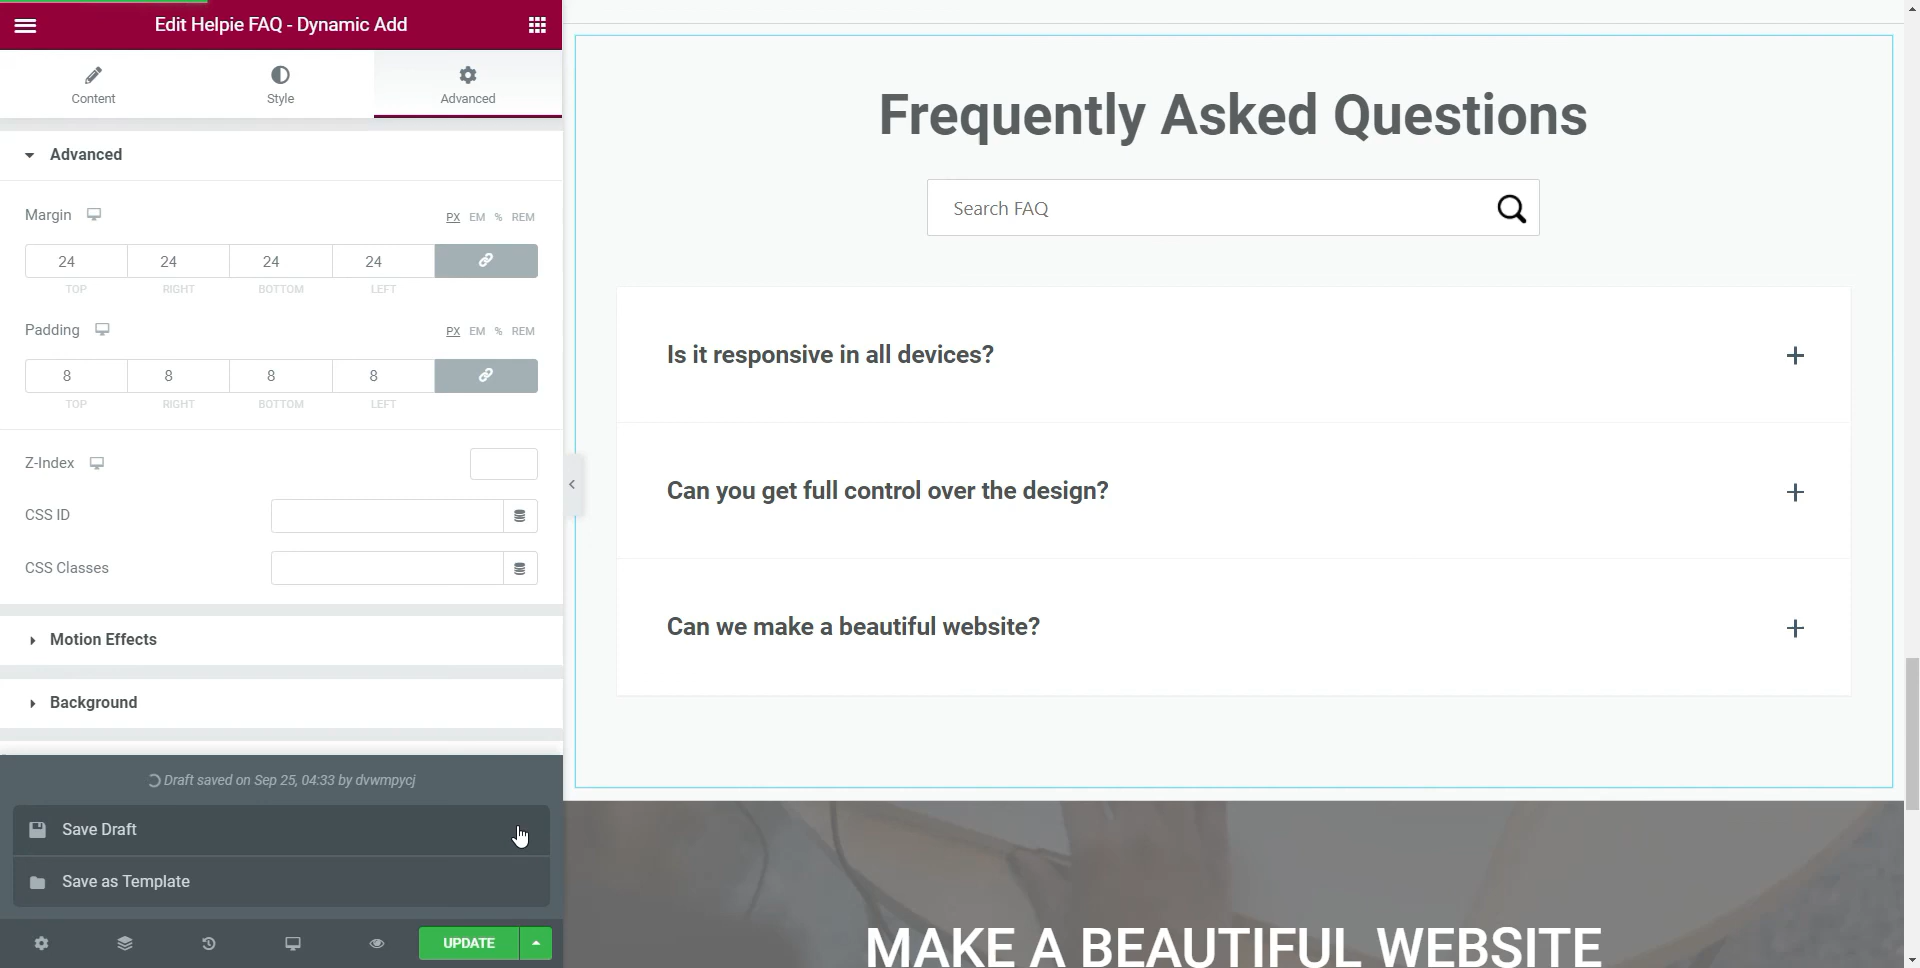 Edit Helpie FAQ - Dynamic Add
Content
Style
Advanced
Advanced
Margin
PX EM % REM
24 24 24 24
TOP RIGHT BOTTOM LEFT
Padding
PX EM % REM
8 8 8 8
TOP RIGHT BOTTOM LEFT
Z-Index
CSS ID
CSS Classes
Motion Effects
Background
Draft saved on Sep 25, 04:33 by dvwmpycj
Save Draft
Save as Template
UPDATE
Frequently Asked Questions
Search FAQ
Is it responsive in all devices?
Can you get full control over the design?
Can we make a beautiful website?
MAKE A BEAUTIFUL WEBSITE